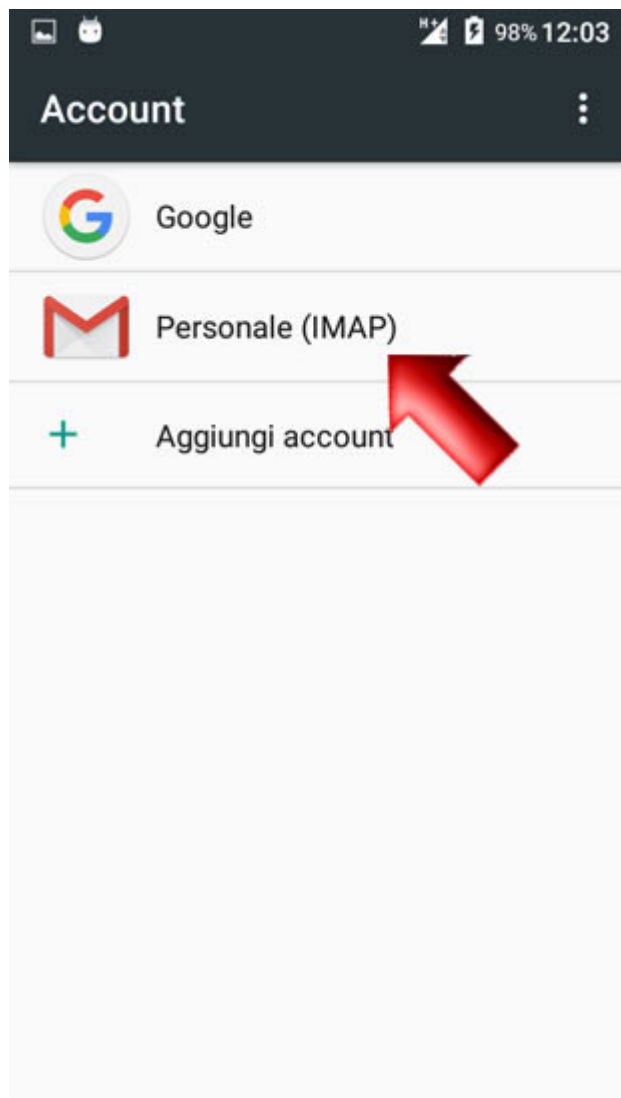 H+ 98% 12:03
Account
Google
Personale (IMAP)
Aggiungi account